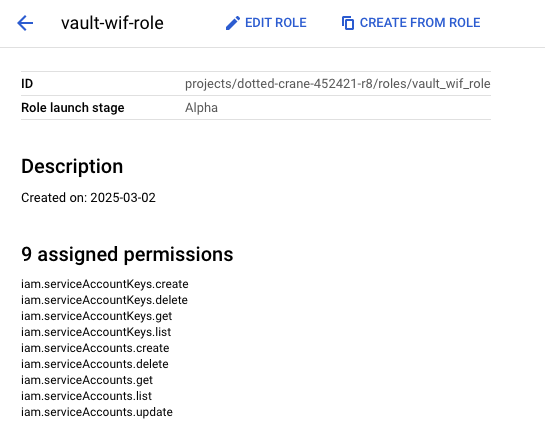 vault-wif-role EDIT ROLE CREATE FROM ROLE
ID projects/dotted-crane-452421-r8/roles/vault_wif_role
Role launch stage Alpha
Description
Created on: 2025-03-02
9 assigned permissions
iam.serviceAccountKeys.create
iam.serviceAccountKeys.delete
iam.serviceAccountKeys.get
iam.serviceAccountKeys.list
iam.serviceAccounts.create
iam.serviceAccounts.delete
iam.serviceAccounts.get
iam.serviceAccounts.list
iam.serviceAccounts.update